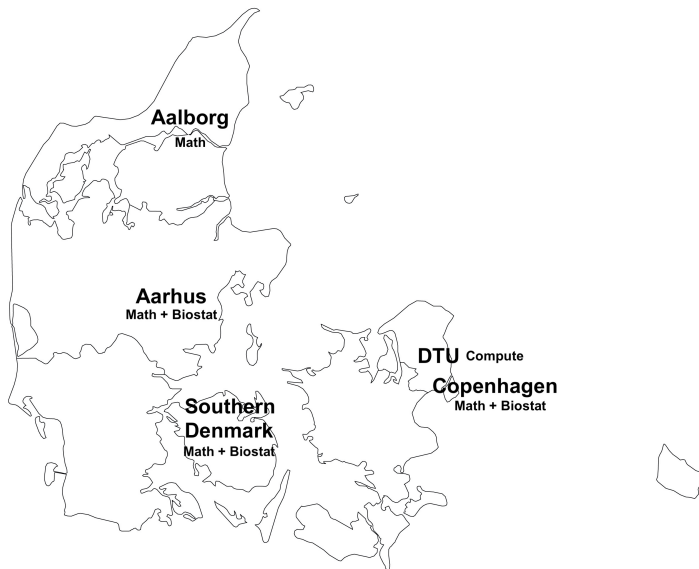 Aalborg
Math
Aarhus
Math + Biostat
DTU Compute
Copenhagen
Math + Biostat
Southern
Denmark
Math + Biostat